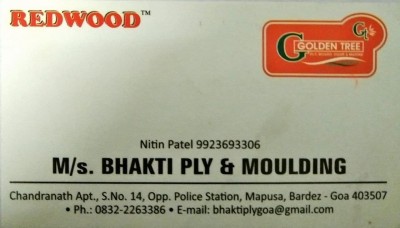 REDWOOD™
GOLDEN TREE
Nitin Patel 9923693306
M/s. BHAKTI PLY & MOULDING
Chandranath Apt., S.No. 14, Opp. Police Station, Mapusa, Bardez - Goa 403507
• Ph.: 0832-2263386 • E-mail: bhaktiplygoa@gmail.com